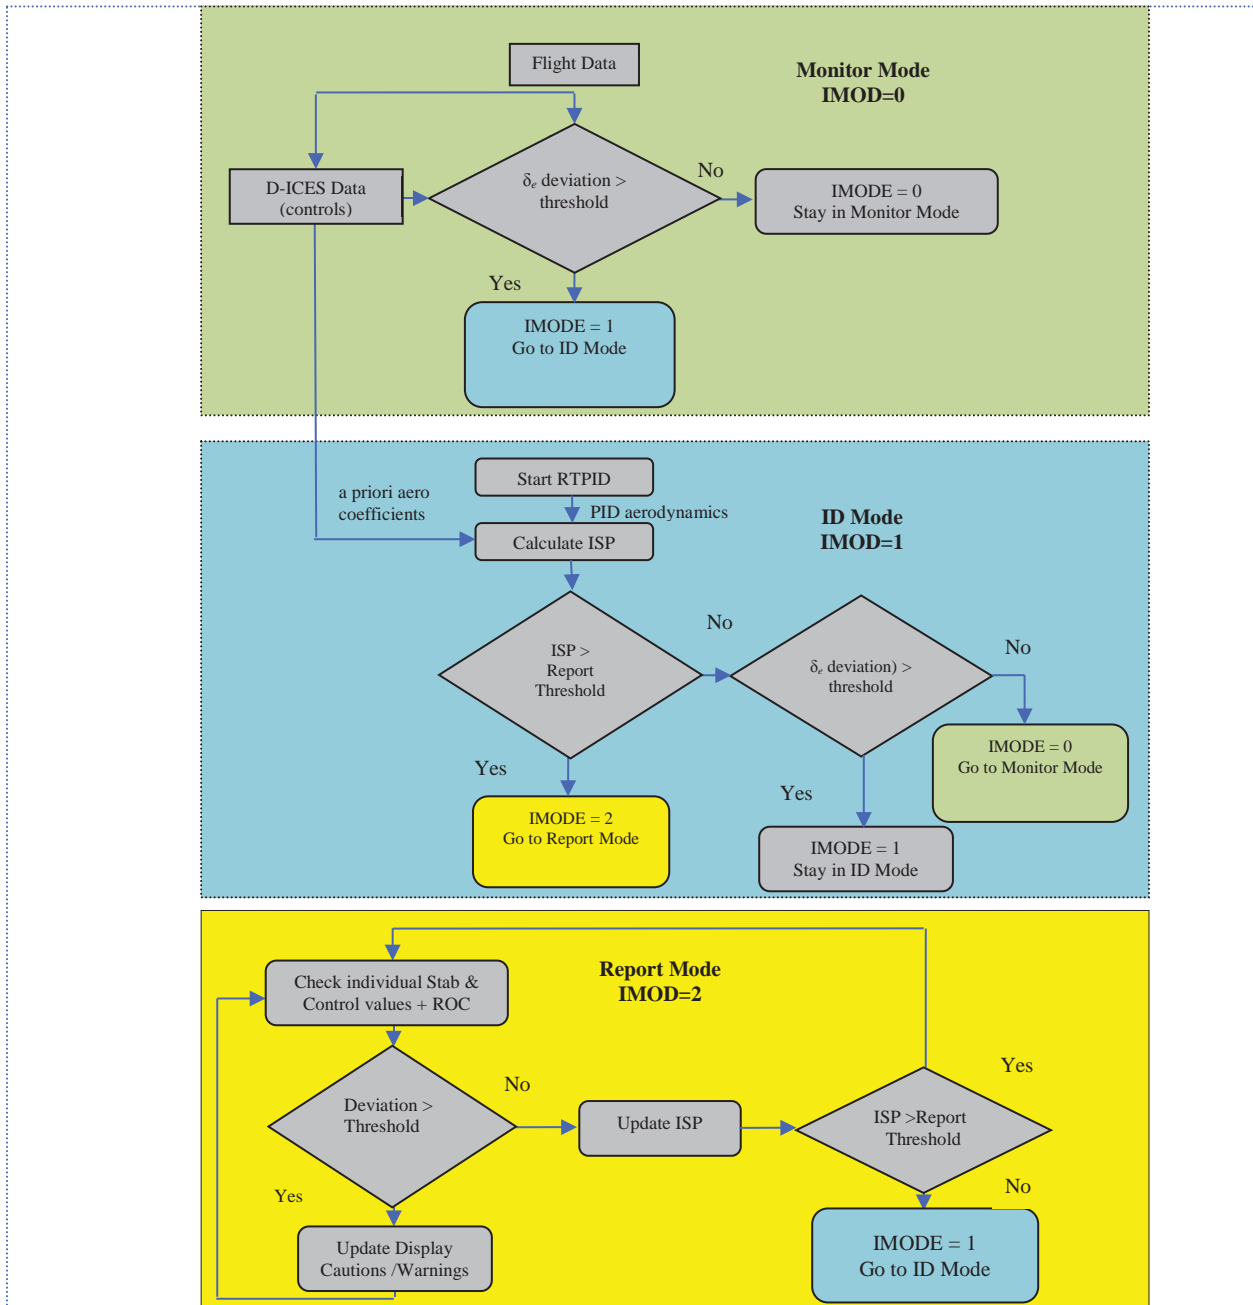 Flight Data
Monitor Mode
IMOD=0
δe deviation >
threshold
No
D-ICES Data
(controls)
IMODE = 0
Stay in Monitor Mode
Yes
IMODE = 1
Go to ID Mode
Start RTPID
a priori aero
coefficients
PID aerodynamics
Calculate ISP
ID Mode
IMOD=1
No
ISP >
Report
Threshold
δe deviation) >
threshold
No
Yes
IMODE = 2
Go to Report Mode
Yes
IMODE = 1
Stay in ID Mode
IMODE = 0
Go to Monitor Mode
Report Mode
IMOD=2
Check individual Stab &
Control values + ROC
Deviation >
Threshold
No
Update ISP
ISP >Report
Threshold
Yes
Yes
Update Display
Cautions /Warnings
No
IMODE = 1
Go to ID Mode